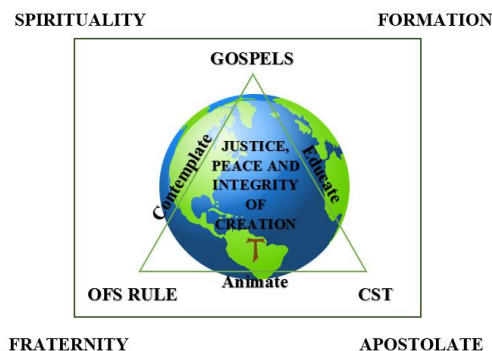 SPIRITUALITY FORMATION
GOSPELS
Contemplate
JUSTICE,
PEACE AND
INTEGRITY
OF
CREATION
Educate
OFS RULE
Animate
CST
FRATERNITY APOSTOLATE